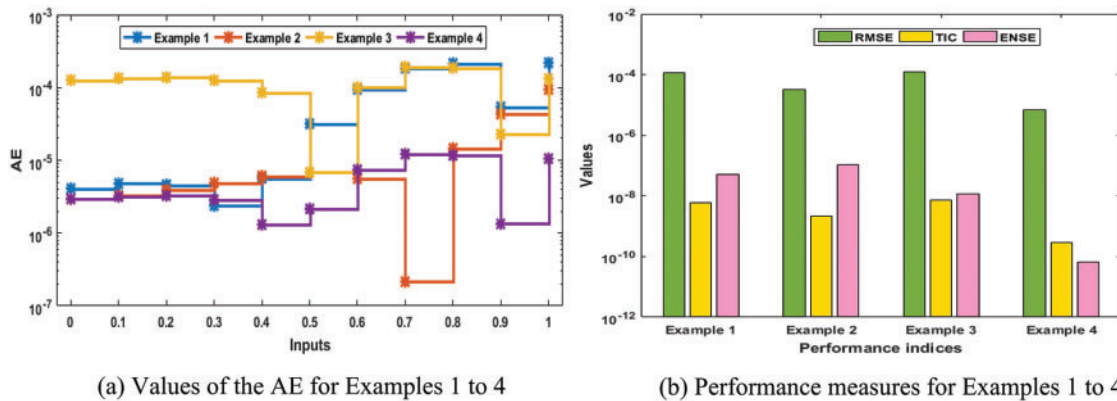 10^-3
10^-4
10^-5
10^-6
10^-7
AE
Example 1 Example 2 Example 3 Example 4
0 0.1 0.2 0.3 0.4 0.5 0.6 0.7 0.8 0.9 1
Inputs
(a) Values of the AE for Examples 1 to 4
10^-2
10^-4
10^-6
10^-8
10^-10
10^-12
Values
RMSE TIC ENSE
Example 1 Example 2 Example 3 Example 4
Performance indices
(b) Performance measures for Examples 1 to 4